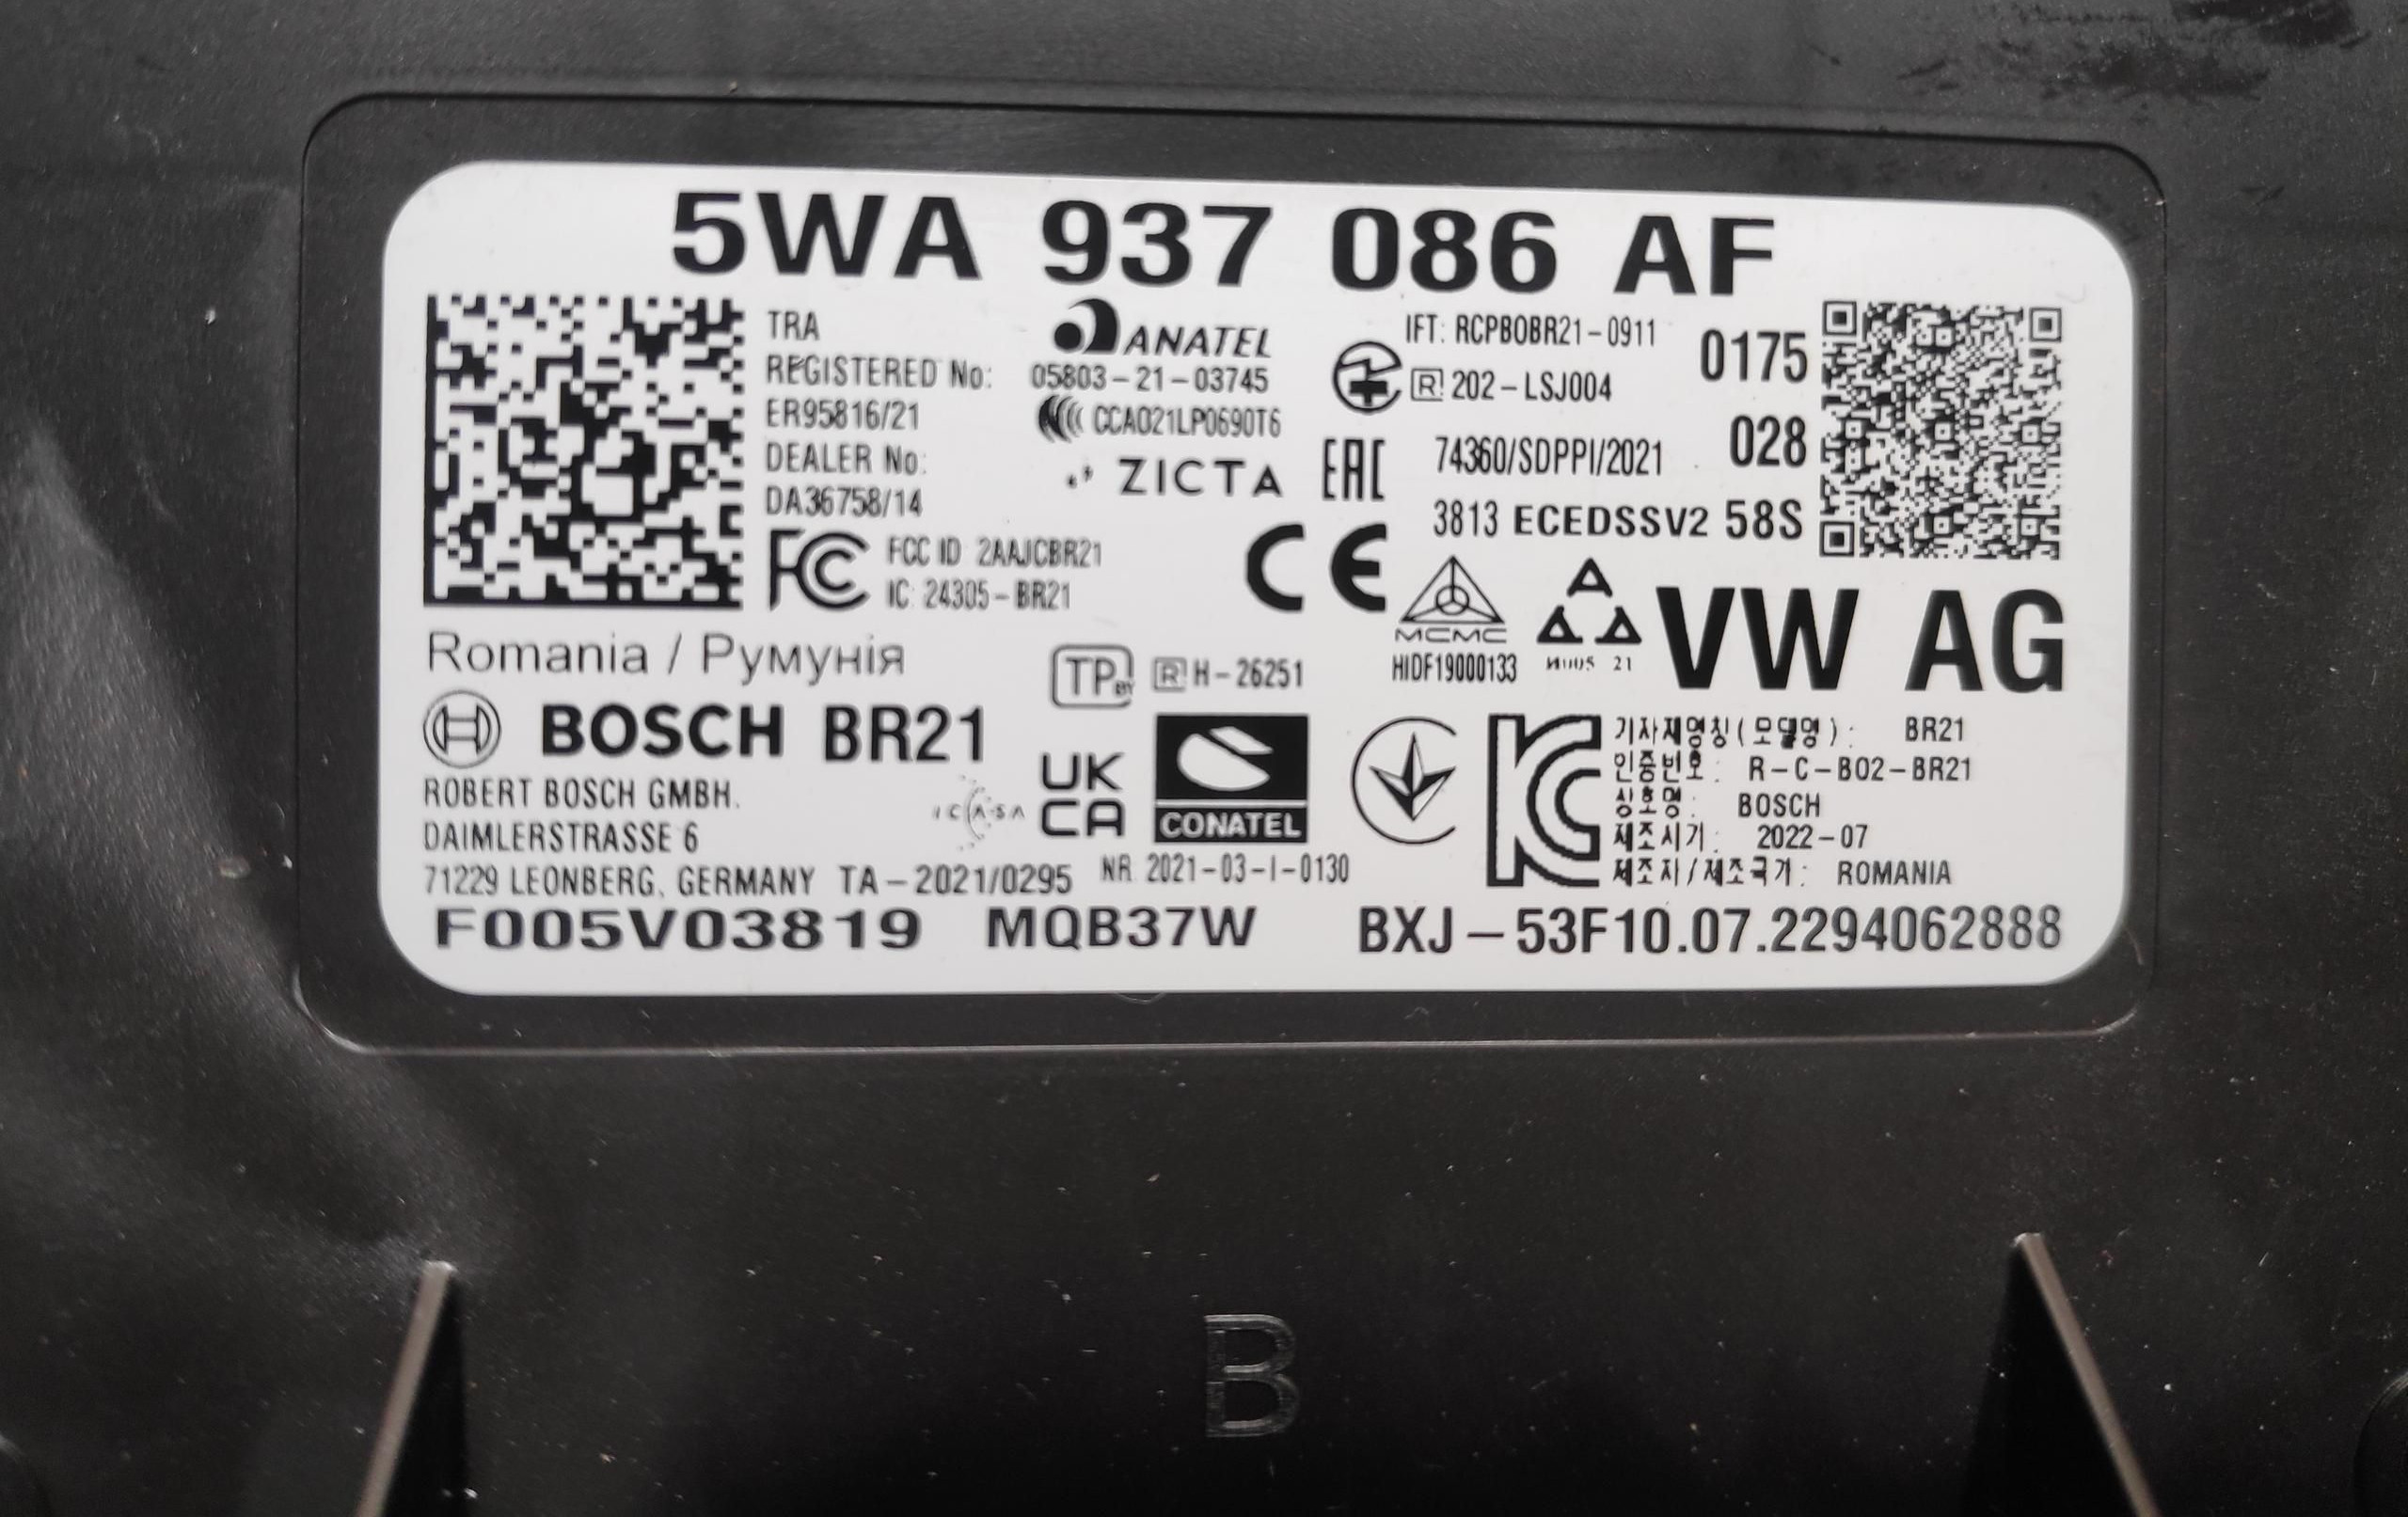 5WA 937 086 AF
TRA
REGISTERED No:
ER95816/21
DEALER No:
DA36758/14
ANATEL
05803-21-03745
CCAO21LP0690T6
ZICTA
IFT: RCPBOBR21-0911
R 202-LSJ004
EAC
74360/SDPPI/2021
3813 ECEDSSV2 58S
0175
028
FC
FCC ID 2AAJCBR21
IC: 24305-BR21
CE
MCMC
HIDF19000133
VW AG
Romania / Румунія
TP BY
R H-26251
BOSCH BR21
ROBERT BOSCH GMBH.
DAIMLERSTRASSE 6
71229 LEONBERG, GERMANY
ICASA
TA-2021/0295
UK
CA
CONATEL
NR 2021-03-I-0130
기자재명칭(모델명): BR21
인증번호: R-C-B02-BR21
상호명: BOSCH
제조시기: 2022-07
제조자/제조국가: ROMANIA
F005V03819 MQB37W BXJ-53F10.07.2294062888
B